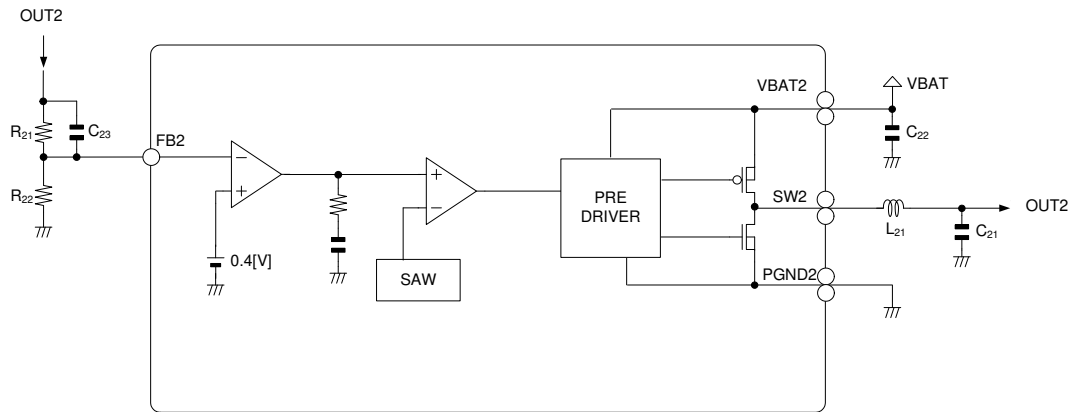 OUT2
VBAT2
VBAT
R21
C23
FB2
C22
R22
PRE
DRIVER
SW2
OUT2
L21
C21
0.4[V]
SAW
PGND2